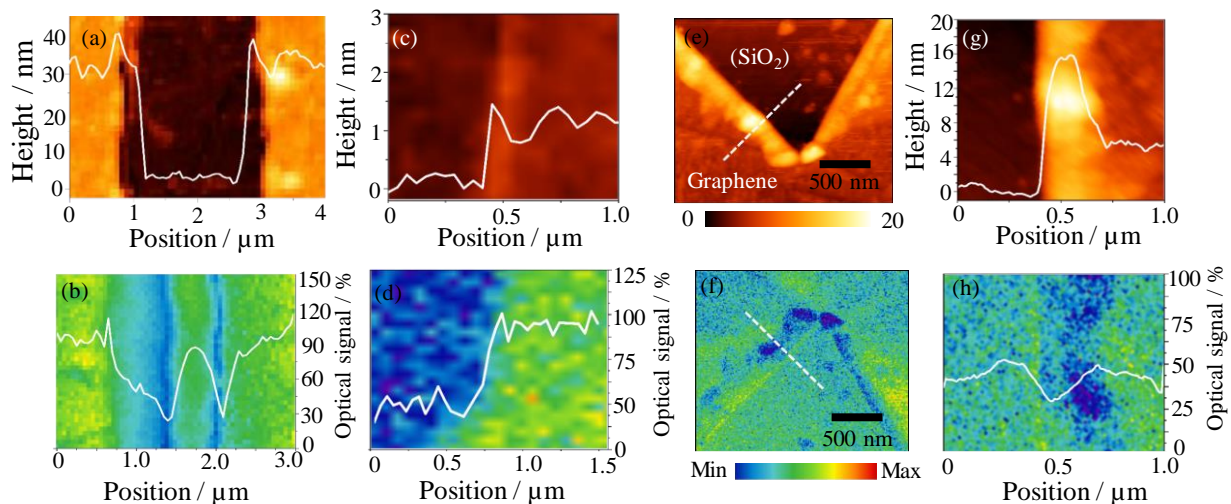 (a)
Height / nm
40
30
20
10
0
0 1 2 3 4
Position / µm
(c)
Height / nm
3
2
1
0
0 0.5 1.0
Position / µm
(e)
(SiO₂)
Graphene
500 nm
0 20
(g)
Height / nm
20
16
12
8
4
0
0 0.5 1.0
Position / µm
(b)
150
120
90
60
30
0
Optical signal / %
0 1.0 2.0 3.0
Position / µm
(d)
125
100
75
50
25
0
Optical signal / %
0 0.5 1.0 1.5
Position / µm
(f)
500 nm
Min Max
(h)
100
75
50
25
0
Optical signal / %
0 0.5 1.0
Position / µm